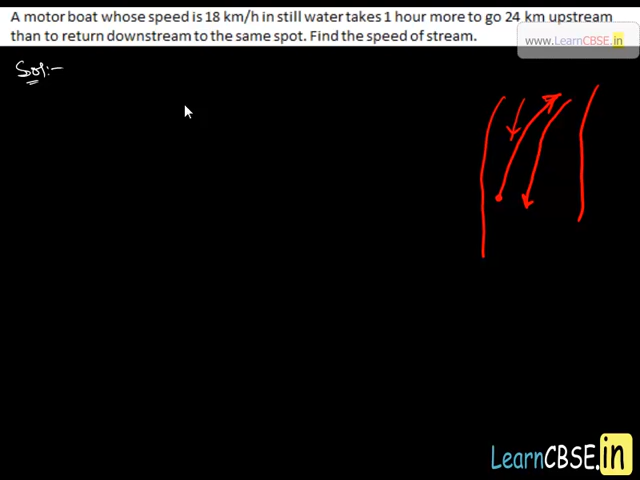 A motor boat whose speed is 18 km/h in still water takes 1 hour more to go 24 km upstream
than to return downstream to the same spot. Find the speed of stream.
www.LearnCBSE.in
Sol:-
LearnCBSE.in